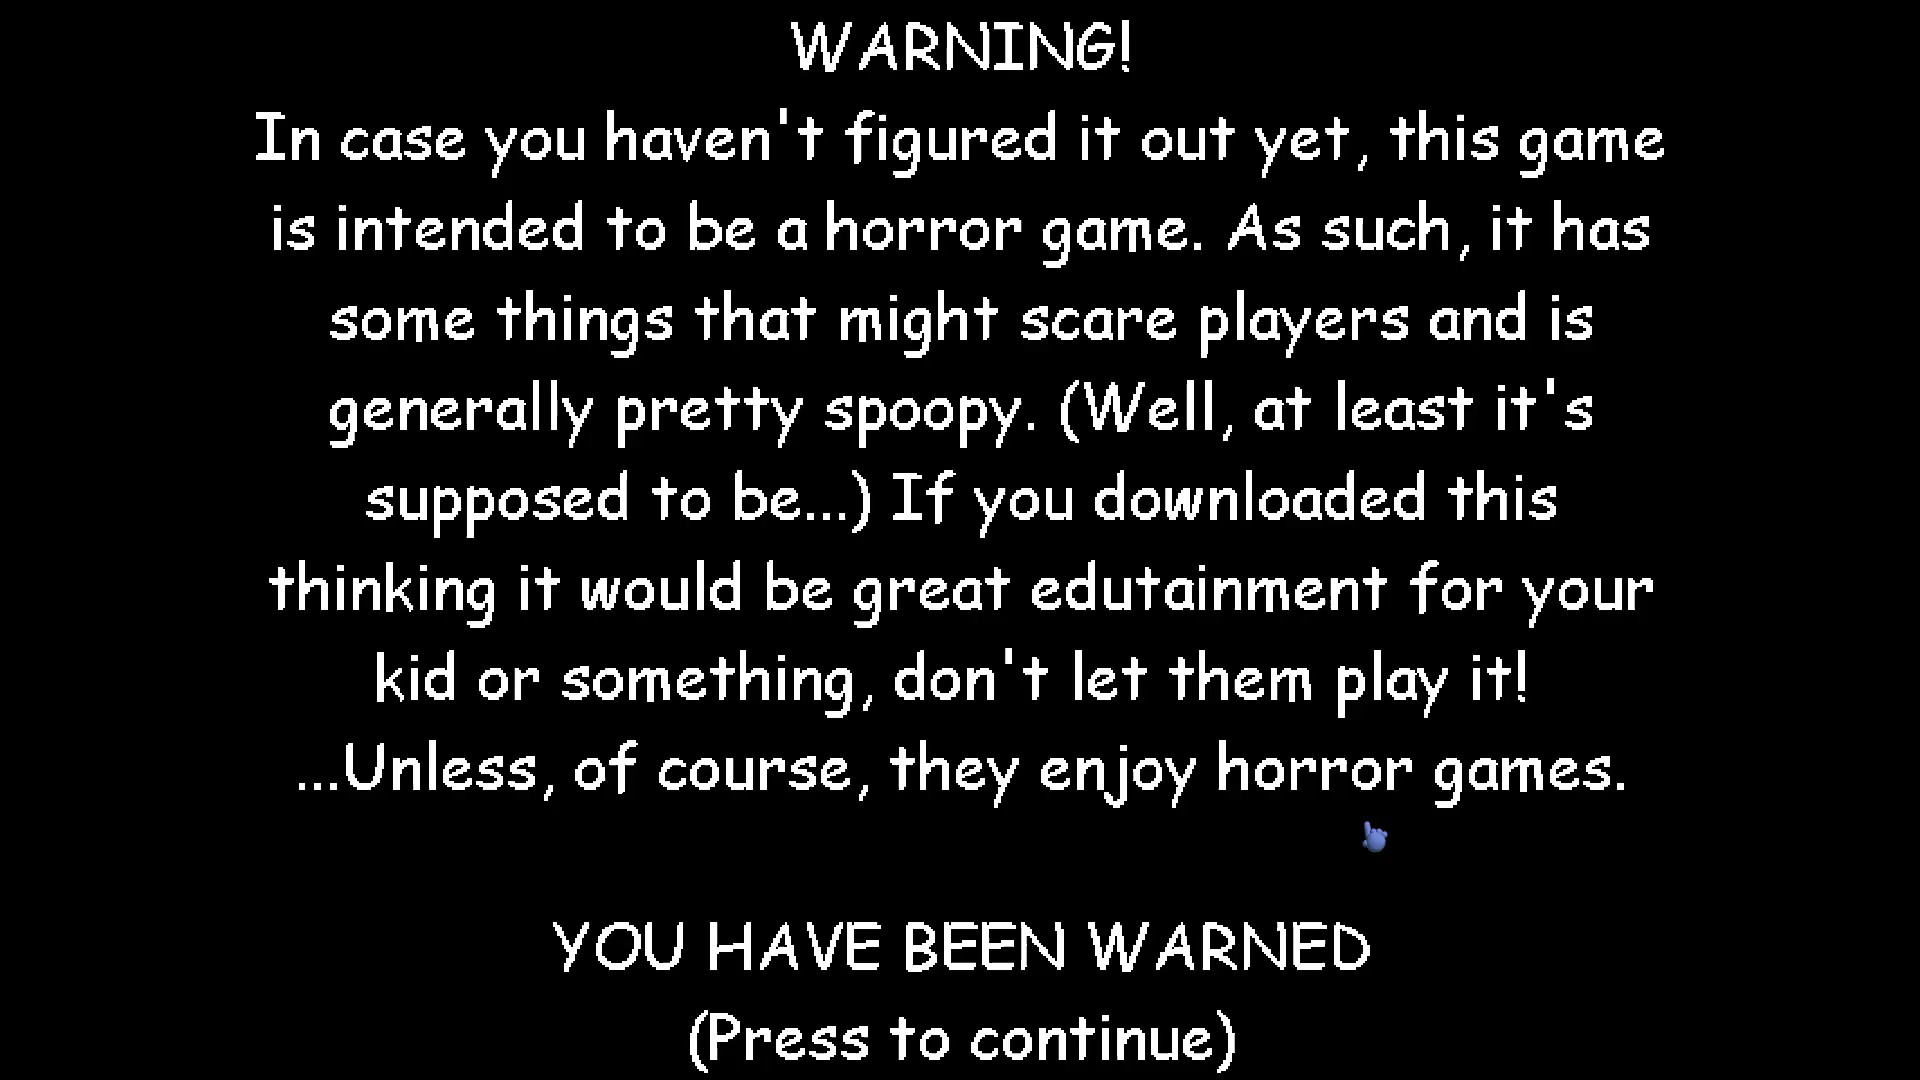 WARNING!
In case you haven't figured it out yet, this game
is intended to be a horror game. As such, it has
some things that might scare players and is
generally pretty spoopy. (Well, at least it's
supposed to be...) If you downloaded this
thinking it would be great edutainment for your
kid or something, don't let them play it!
...Unless, of course, they enjoy horror games.
YOU HAVE BEEN WARNED
(Press to continue)